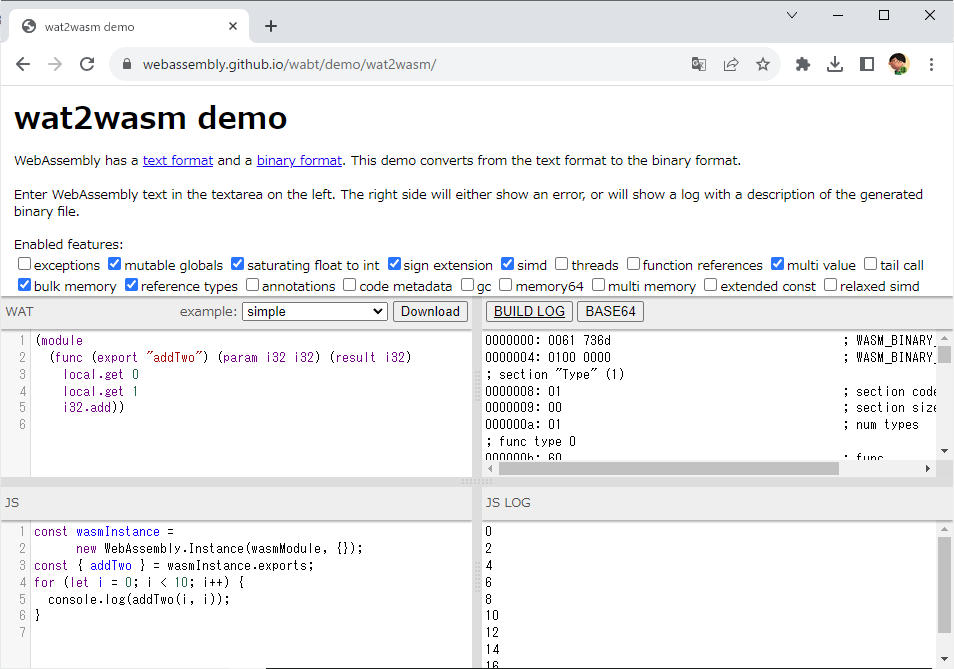 wat2wasm demo
webassembly.github.io/wabt/demo/wat2wasm/
wat2wasm demo
WebAssembly has a text format and a binary format. This demo converts from the text format to the binary format.
Enter WebAssembly text in the textarea on the left. The right side will either show an error, or will show a log with a description of the generated
binary file.
Enabled features:
exceptions mutable globals saturating float to int sign extension simd threads function references multi value tail call
bulk memory reference types annotations code metadata gc memory64 multi memory extended const relaxed simd
WAT example: simple Download
1 (module
2 (func (export "addTwo") (param i32 i32) (result i32)
3 local.get 0
4 local.get 1
5 i32.add))
6
BUILD LOG BASE64
0000000: 0061 736d ; WASM_BINARY_
0000004: 0100 0000 ; WASM_BINARY_
; section "Type" (1)
0000008: 01 ; section code
0000009: 00 ; section size
000000a: 01 ; num types
; func type 0
000000b: 60 ; func
JS
1 const wasmInstance =
2 new WebAssembly.Instance(wasmModule, {});
3 const { addTwo } = wasmInstance.exports;
4 for (let i = 0; i < 10; i++) {
5 console.log(addTwo(i, i));
6 }
7
JS LOG
0
2
4
6
8
10
12
14
16